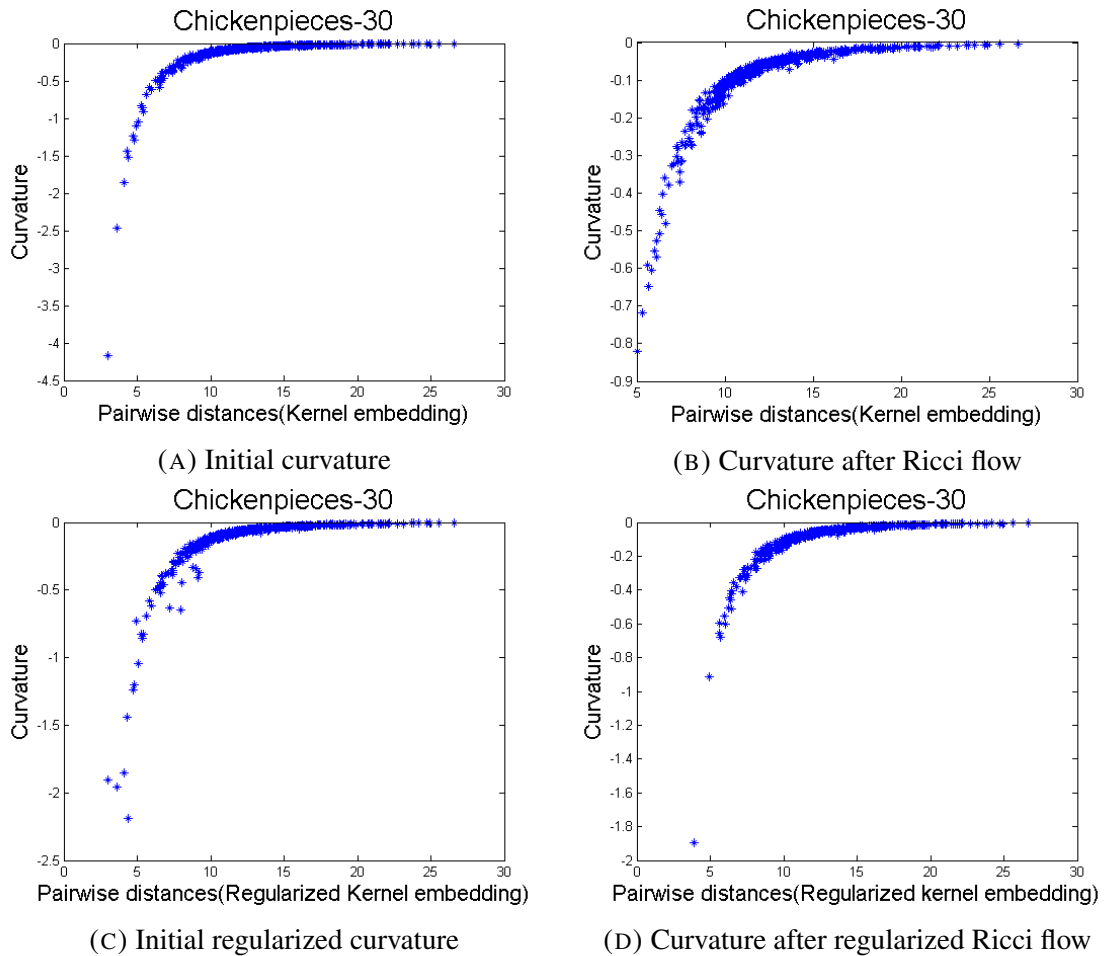 Chickenpieces-30
0
-0.5
-1
-1.5
-2
-2.5
-3
-3.5
-4
-4.5
Curvature
0 5 10 15 20 25 30
Pairwise distances(Kernel embedding)
(A) Initial curvature
Chickenpieces-30
0
-0.1
-0.2
-0.3
-0.4
-0.5
-0.6
-0.7
-0.8
-0.9
Curvature
5 10 15 20 25 30
Pairwise distances(Kernel embedding)
(B) Curvature after Ricci flow
Chickenpieces-30
0
-0.5
-1
-1.5
-2
-2.5
Curvature
0 5 10 15 20 25 30
Pairwise distances(Regularized Kernel embedding)
(C) Initial regularized curvature
Chickenpieces-30
0
-0.2
-0.4
-0.6
-0.8
-1
-1.2
-1.4
-1.6
-1.8
-2
Curvature
0 5 10 15 20 25 30
Pairwise distances(Regularized kernel embedding)
(D) Curvature after regularized Ricci flow